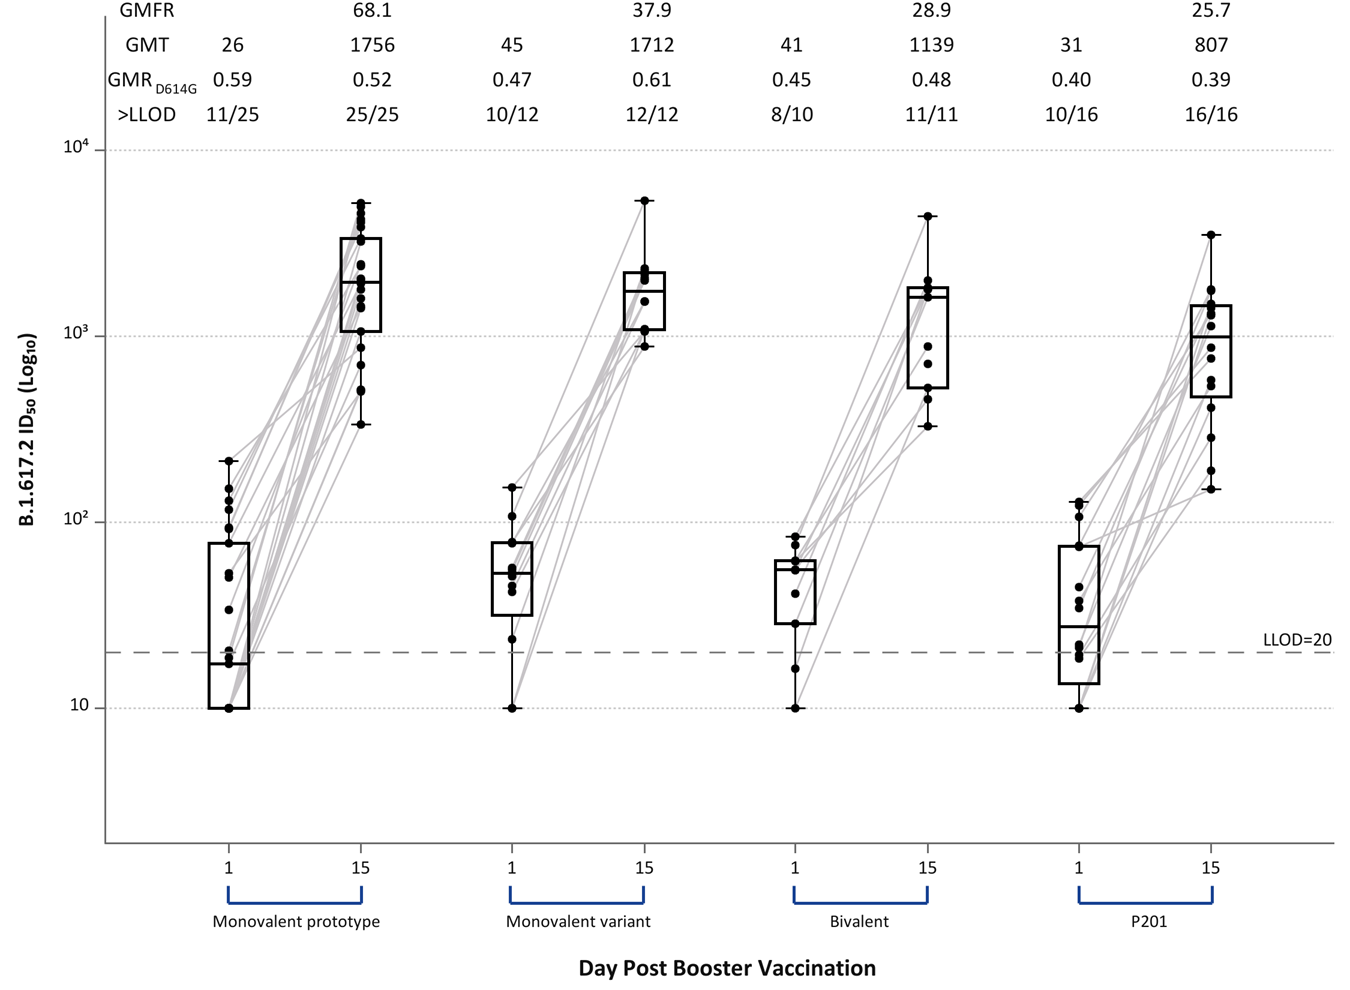 GMFR 68.1 37.9 28.9 25.7
GMT 26 1756 45 1712 41 1139 31 807
GMR D614G 0.59 0.52 0.47 0.61 0.45 0.48 0.40 0.39
>LLOD 11/25 25/25 10/12 12/12 8/10 11/11 10/16 16/16
10⁴
10³
10²
10
B.1.617.2 ID₅₀ (Log₁₀)
LLOD=20
1 15 1 15 1 15 1 15
Monovalent prototype Monovalent variant Bivalent P201
Day Post Booster Vaccination